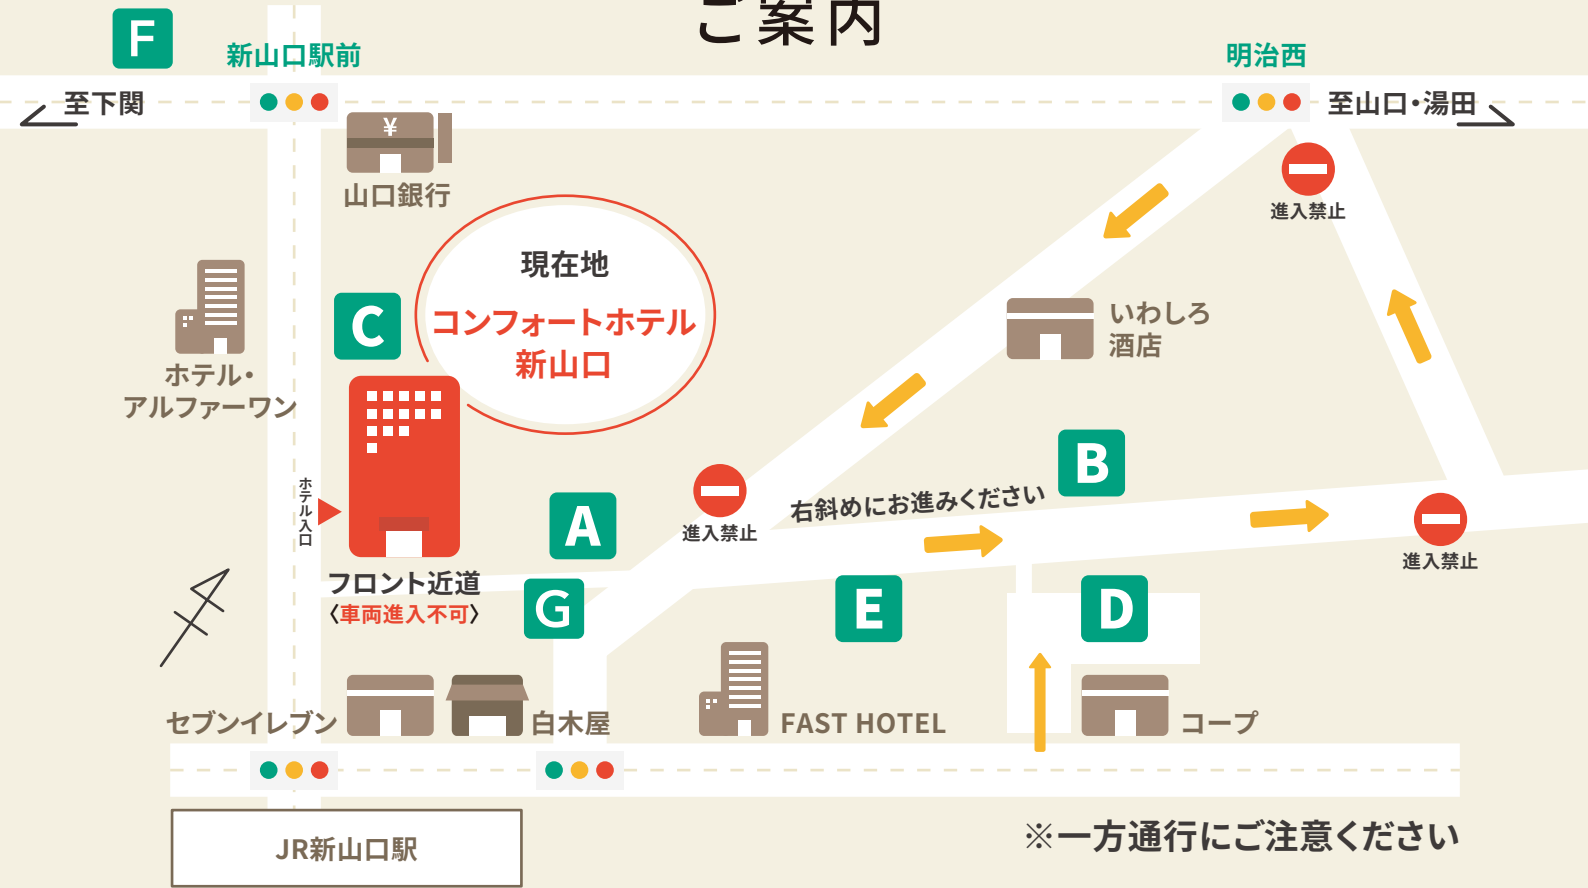 ご案内
F
新山口駅前
明治西
至下関
至山口・湯田
¥
山口銀行
進入禁止
現在地
コンフォートホテル
新山口
C
ホテル・
アルファーワン
いわしろ
酒店
B
ホテル入口
A
進入禁止
右斜めにお進みください
進入禁止
フロント近道
〈車両進入不可〉
G
E
D
セブンイレブン
白木屋
FAST HOTEL
コープ
JR新山口駅
※一方通行にご注意ください